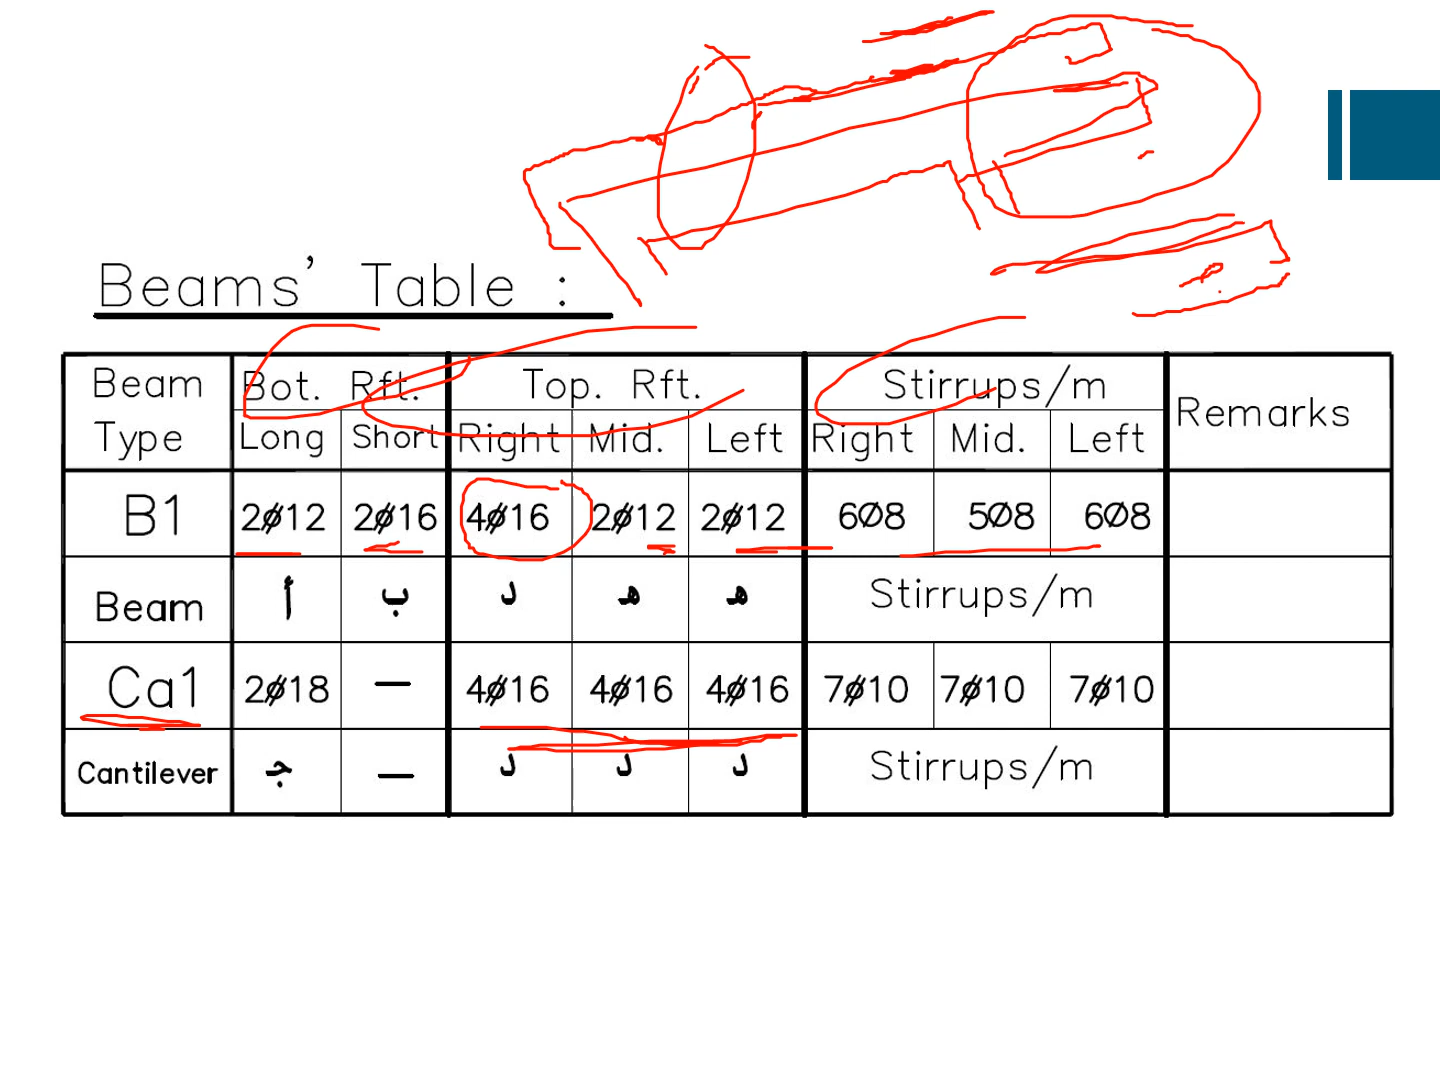 Beams' Table :
Beam Type Bot. Rft. Top. Rft. Stirrups/m Remarks
Long Short Right Mid. Left Right Mid. Left
B1 2ø12 2ø16 4ø16 2ø12 2ø12 6Ø8 5Ø8 6Ø8
Beam أ ب د هـ هـ Stirrups/m
Ca1 2ø18 — 4ø16 4ø16 4ø16 7ø10 7ø10 7ø10
Cantilever جـ — د د د Stirrups/m